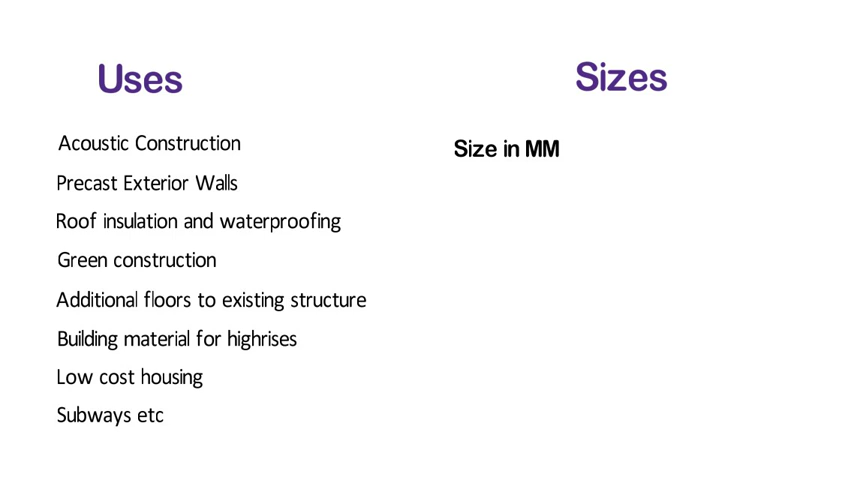 Uses
Acoustic Construction
Precast Exterior Walls
Roof insulation and waterproofing
Green construction
Additional floors to existing structure
Building material for highrises
Low cost housing
Subways etc
Sizes
Size in MM